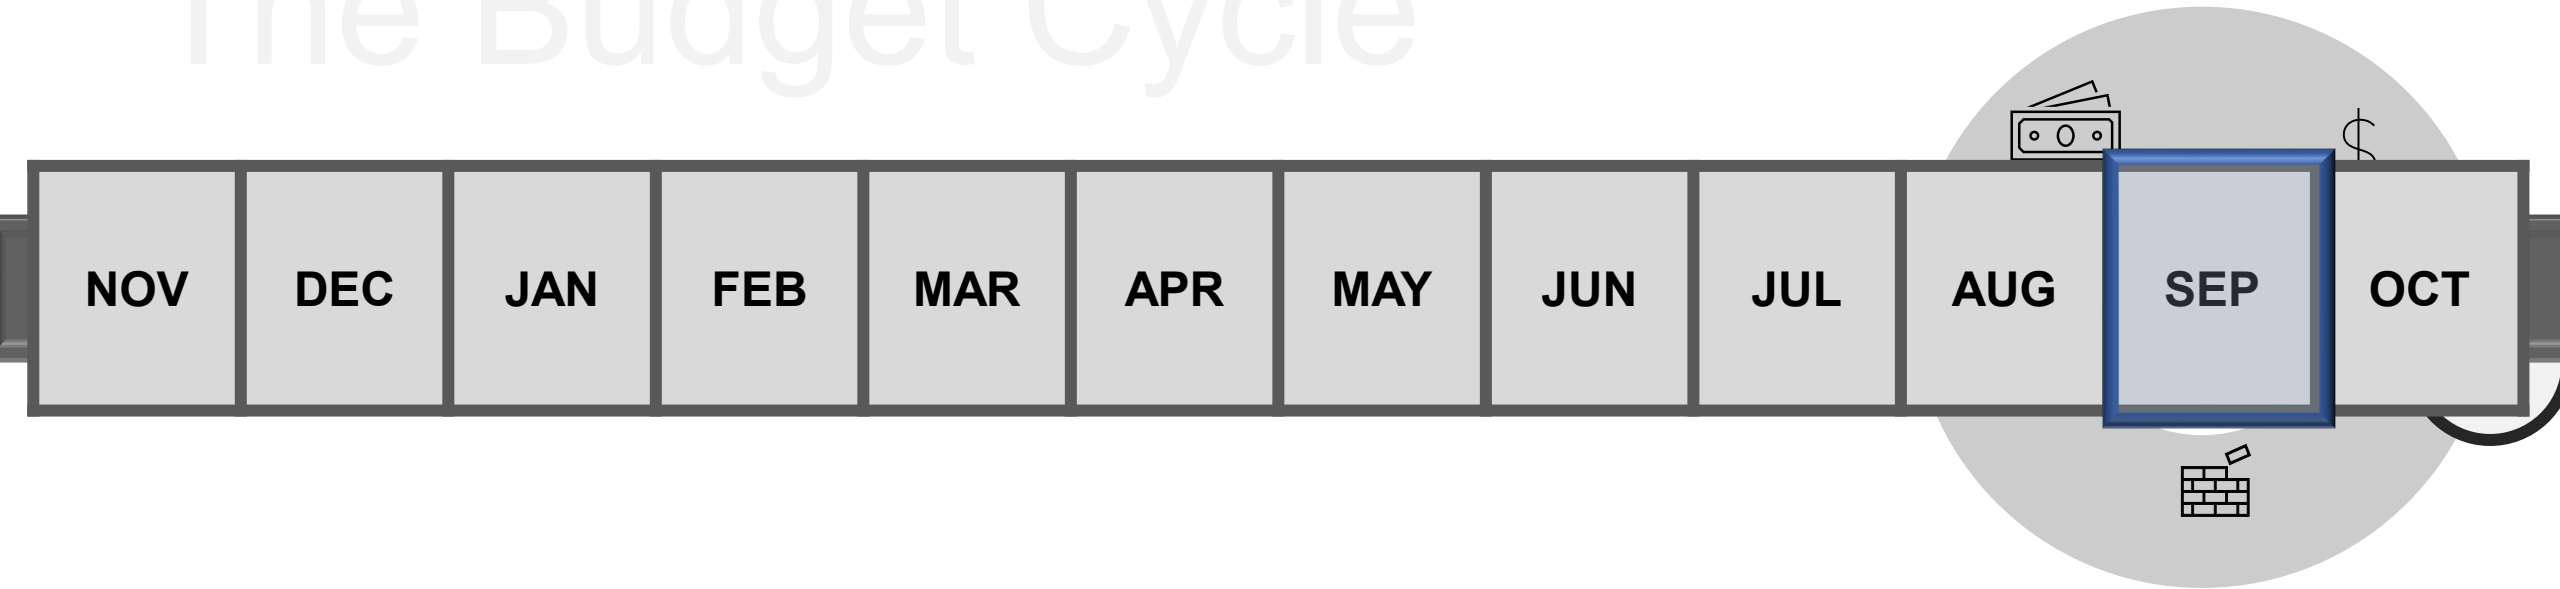 The Budget Cycle
NOV DEC JAN FEB MAR APR MAY JUN JUL AUG SEP OCT
$